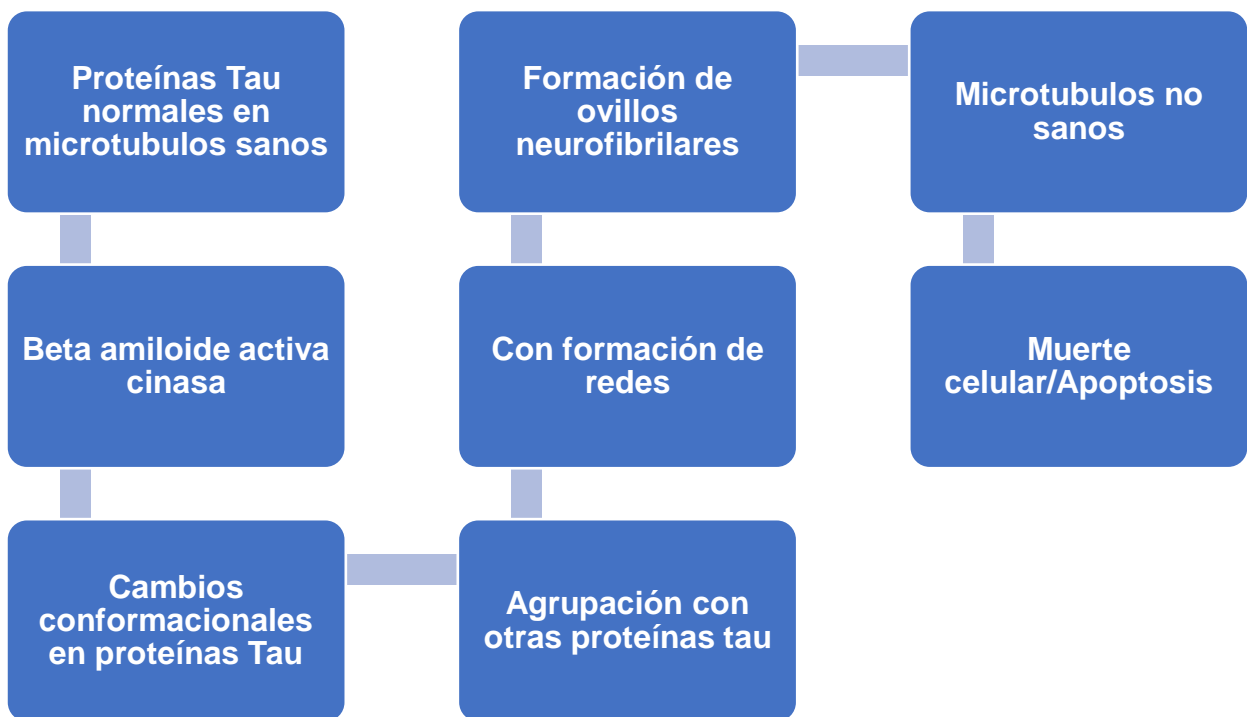 Proteínas Tau
normales en
microtubulos sanos
Beta amiloide activa
cinasa
Cambios
conformacionales
en proteínas Tau
Agrupación con
otras proteínas tau
Con formación de
redes
Formación de
ovillos
neurofibrilares
Microtubulos no
sanos
Muerte
celular/Apoptosis